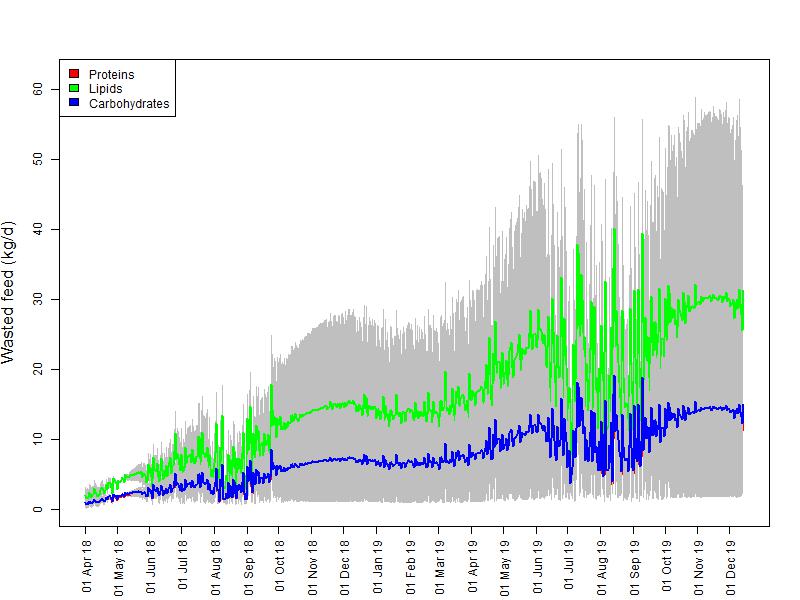 Proteins
Lipids
Carbohydrates
Wasted feed (kg/d)
60
50
40
30
20
10
0
01 Apr 18
01 May 18
01 Jun 18
01 Jul 18
01 Aug 18
01 Sep 18
01 Oct 18
01 Nov 18
01 Dec 18
01 Jan 19
01 Feb 19
01 Mar 19
01 Apr 19
01 May 19
01 Jun 19
01 Jul 19
01 Aug 19
01 Sep 19
01 Oct 19
01 Nov 19
01 Dec 19